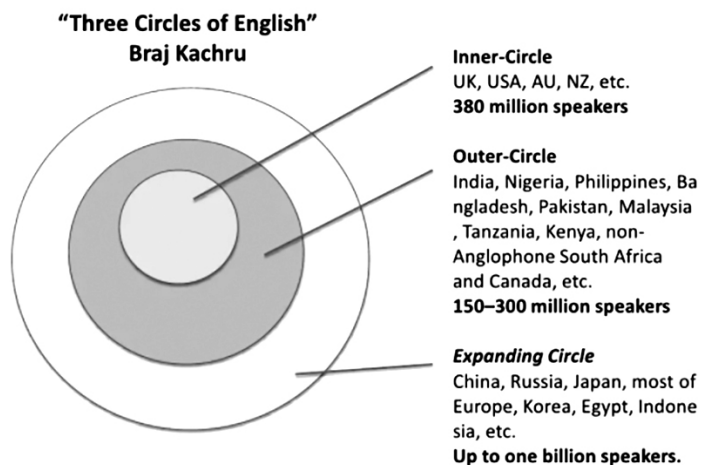 “Three Circles of English”
Braj Kachru
Inner-Circle
UK, USA, AU, NZ, etc.
380 million speakers
Outer-Circle
India, Nigeria, Philippines, Ba
ngladesh, Pakistan, Malaysia
, Tanzania, Kenya, non-
Anglophone South Africa
and Canada, etc.
150–300 million speakers
Expanding Circle
China, Russia, Japan, most of
Europe, Korea, Egypt, Indone
sia, etc.
Up to one billion speakers.